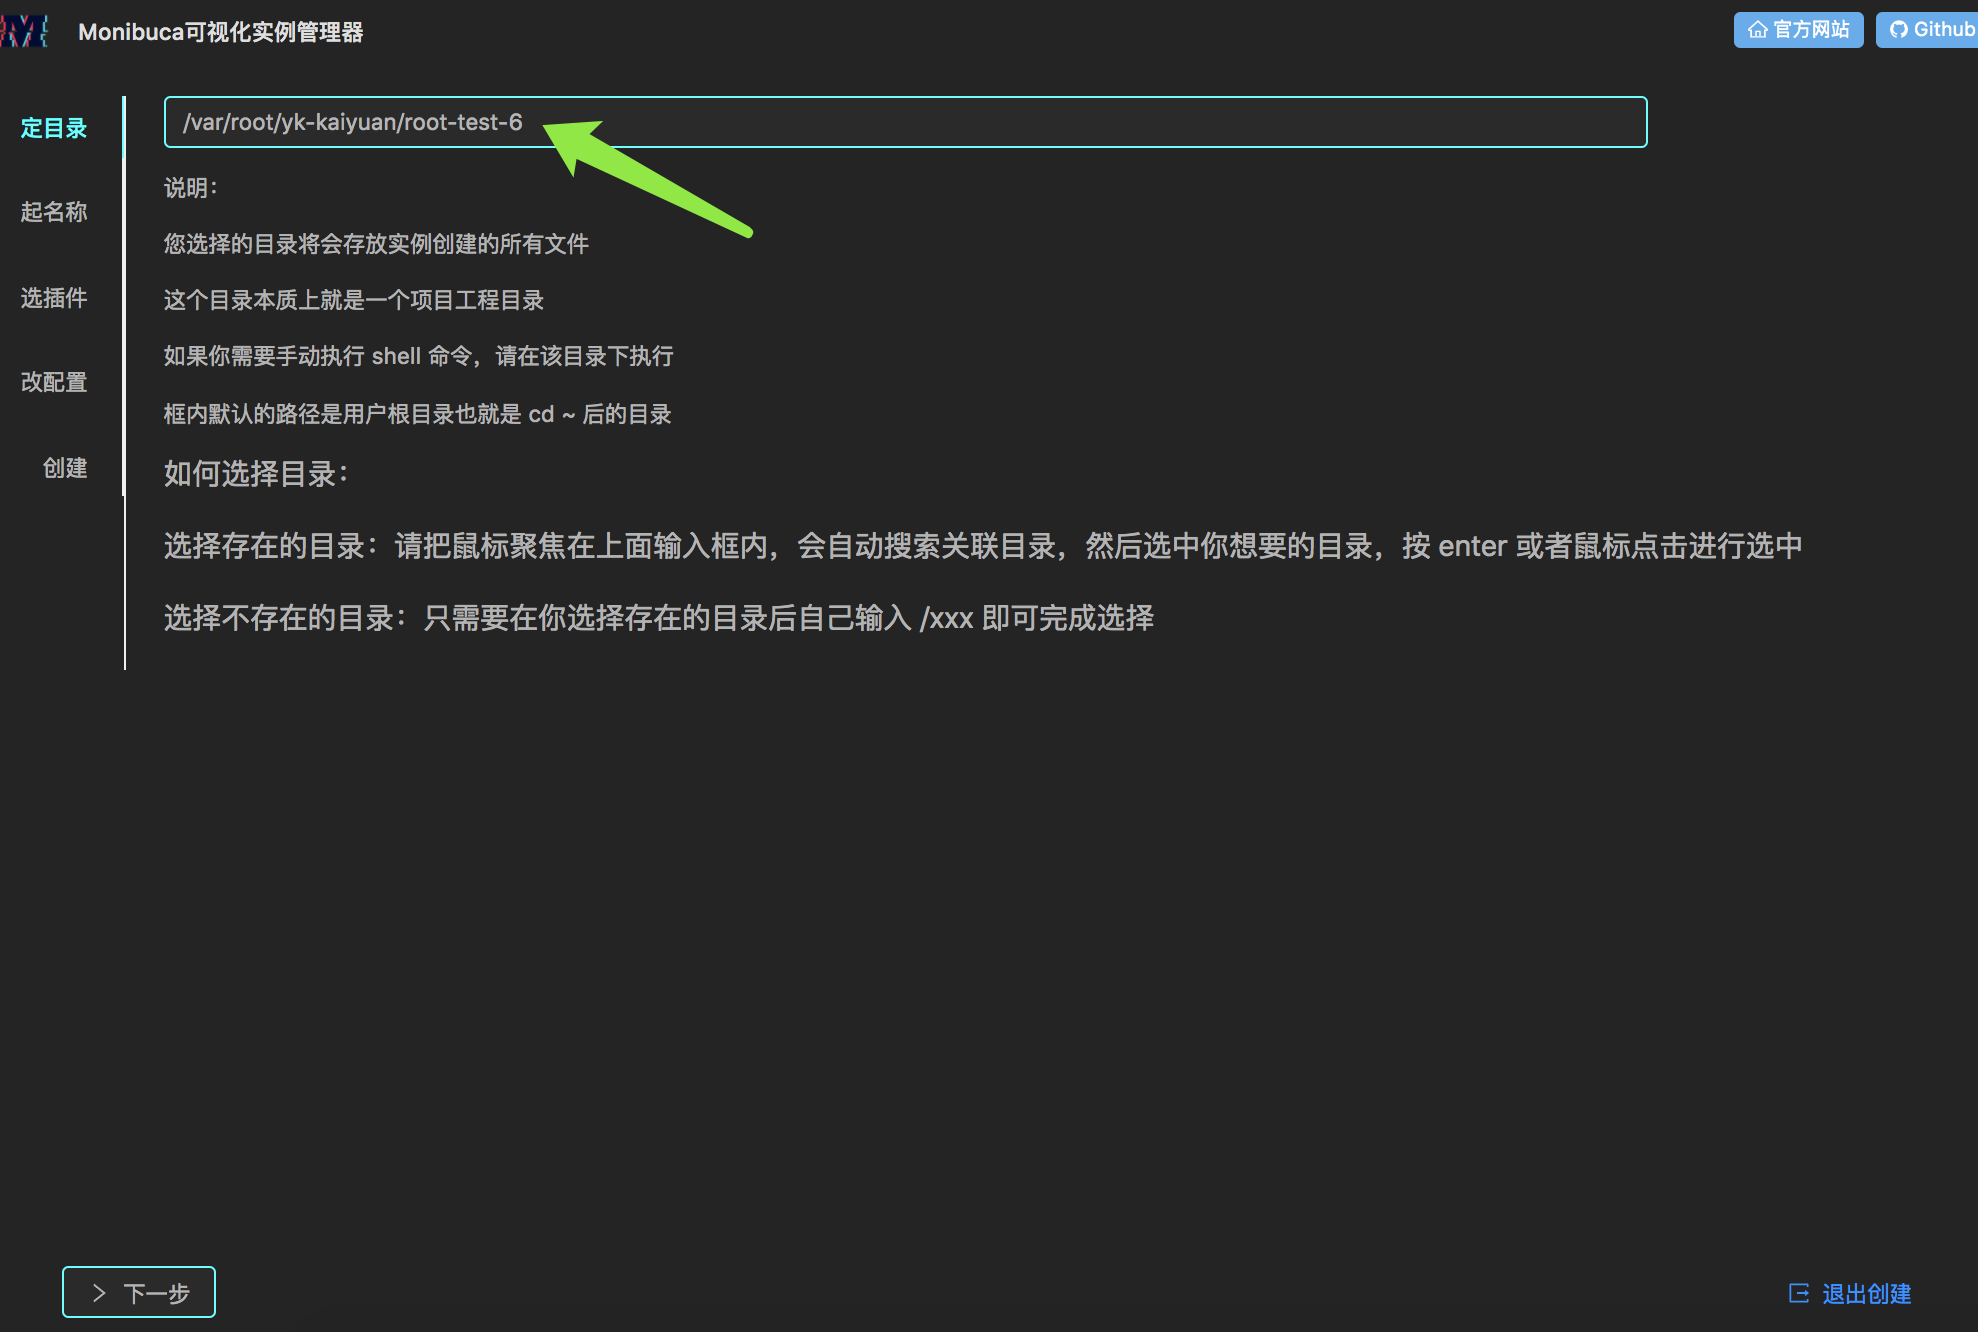 Monibuca可视化实例管理器
官方网站
Github
定目录
起名称
选插件
改配置
创建
/var/root/yk-kaiyuan/root-test-6
说明：
您选择的目录将会存放实例创建的所有文件
这个目录本质上就是一个项目工程目录
如果你需要手动执行 shell 命令，请在该目录下执行
框内默认的路径是用户根目录也就是 cd ~ 后的目录
如何选择目录：
选择存在的目录：请把鼠标聚焦在上面输入框内，会自动搜索关联目录，然后选中你想要的目录，按 enter 或者鼠标点击进行选中
选择不存在的目录：只需要在你选择存在的目录后自己输入 /xxx 即可完成选择
下一步
退出创建